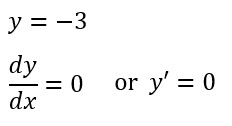 y = −3
dy/dx = 0 or y′ = 0